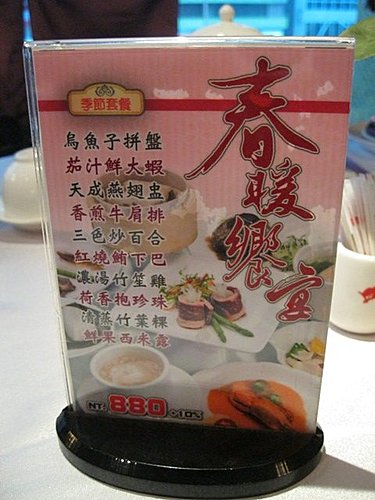 季節套餐
春暖饗宴
烏魚子拼盤
茄汁鮮大蝦
天成燕翅盅
香煎牛肩排
三色炒百合
紅燒鮪下巴
濃湯竹笙雞
荷香抱珍珠
清蒸竹葉粿
鮮果西米露
NT: 880 +10%